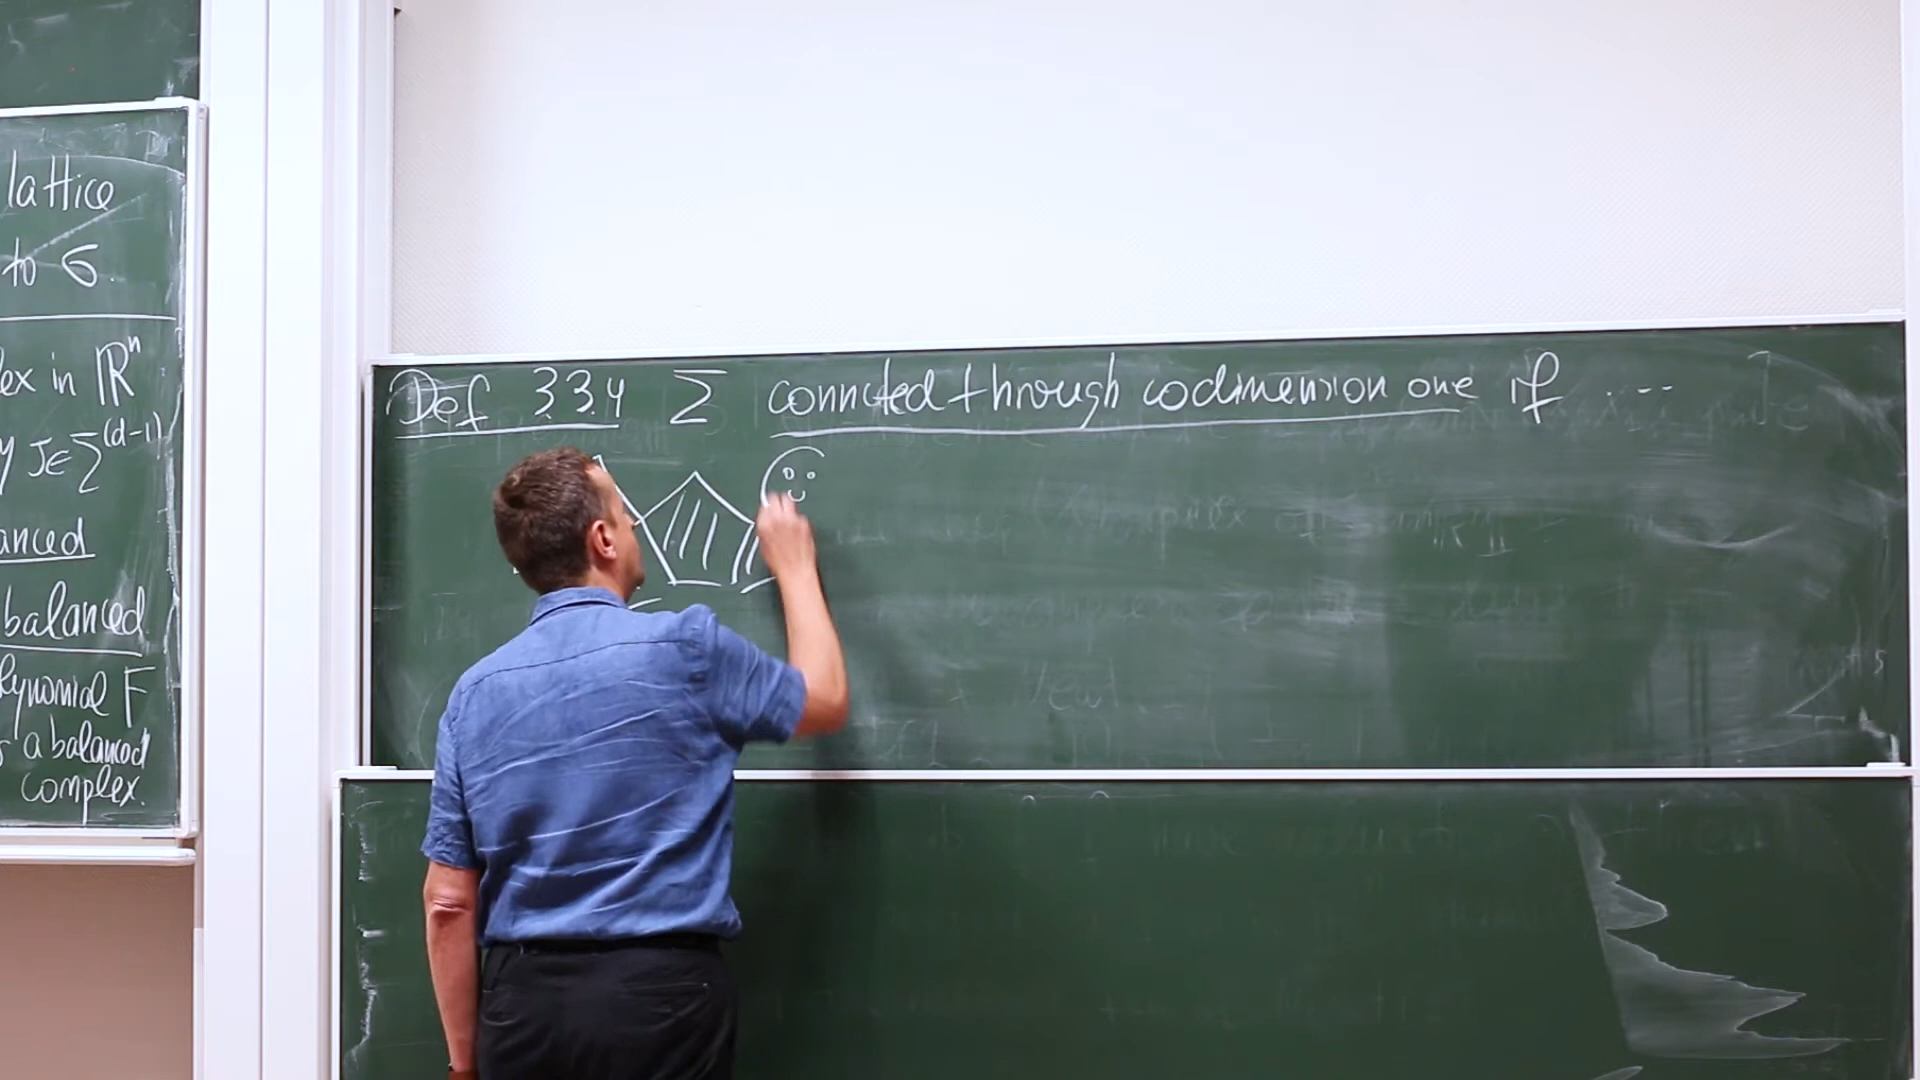 lattice
to σ.
ex in ℝⁿ
J∈Σ^(d-1)
anced
balanced
lynomial F
a balanced
complex.
Def 3.3.4 Σ conncted through codimension one if ....